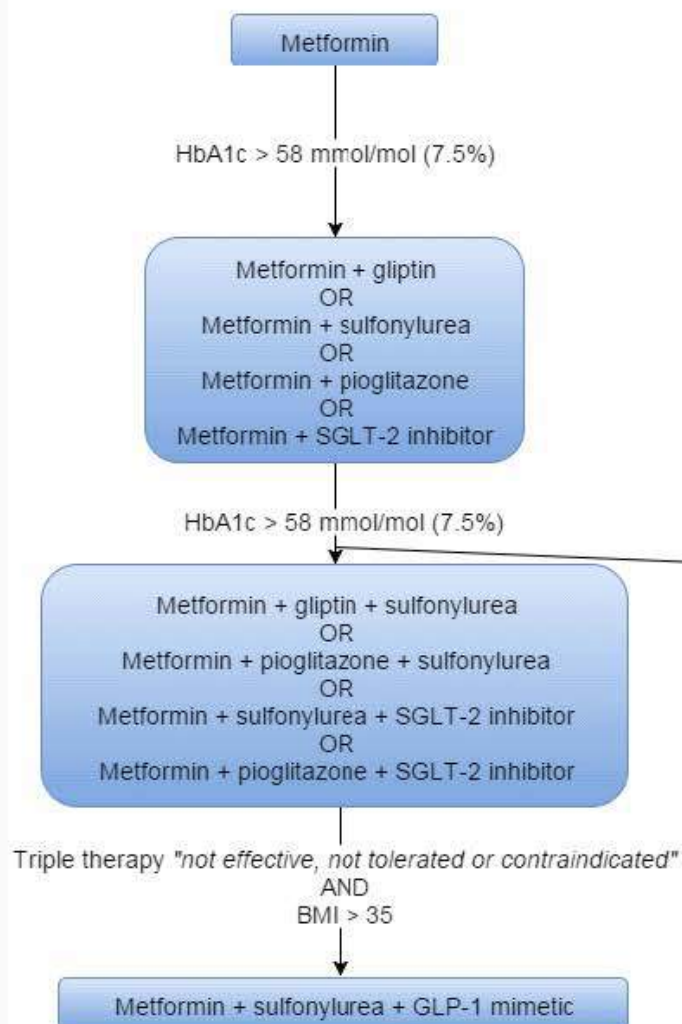 Metformin
HbA1c > 58 mmol/mol (7.5%)
Metformin + gliptin
OR
Metformin + sulfonylurea
OR
Metformin + pioglitazone
OR
Metformin + SGLT-2 inhibitor
HbA1c > 58 mmol/mol (7.5%)
Metformin + gliptin + sulfonylurea
OR
Metformin + pioglitazone + sulfonylurea
OR
Metformin + sulfonylurea + SGLT-2 inhibitor
OR
Metformin + pioglitazone + SGLT-2 inhibitor
Triple therapy "not effective, not tolerated or contraindicated"
AND
BMI > 35
Metformin + sulfonylurea + GLP-1 mimetic